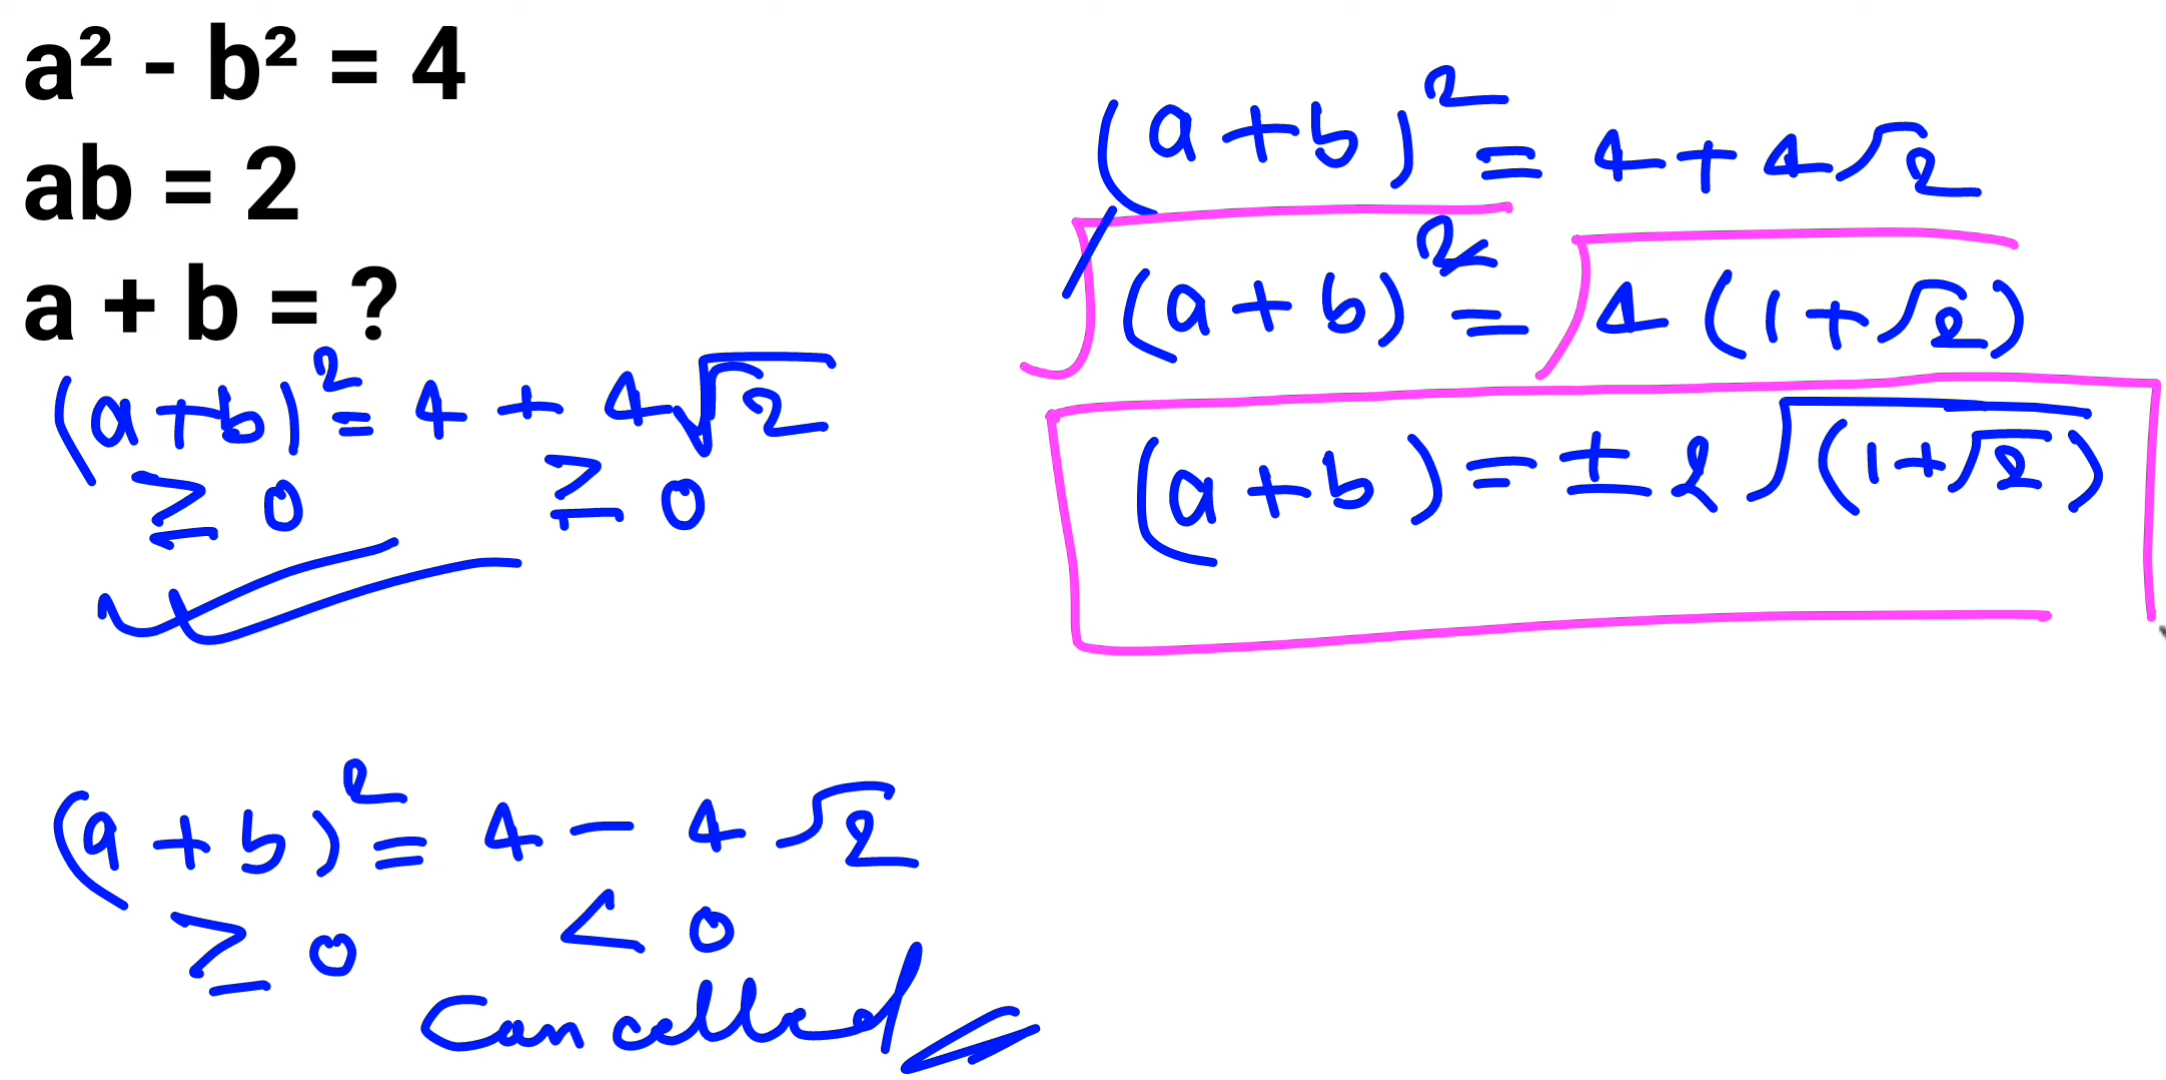 a² - b² = 4
ab = 2
a + b = ?
(a+b)² = 4 + 4√2
≥ 0 ≥ 0
(a+b)² = 4 - 4√2
≥ 0 < 0
Cancelled
(a+b)² = 4 + 4√2
√(a+b)² = √4(1+√2)
(a+b) = ± 2√(1+√2)